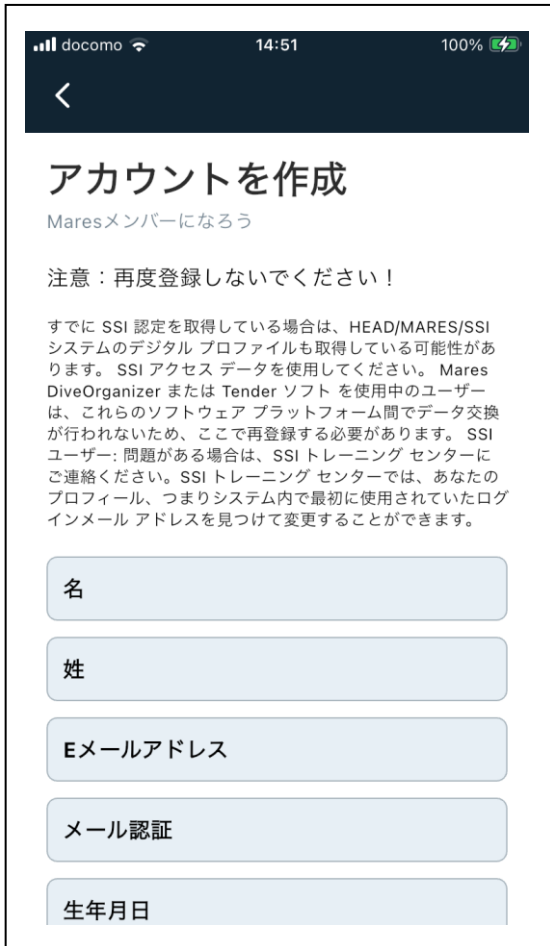 docomo 14:51 100%
アカウントを作成
Maresメンバーになろう
注意：再度登録しないでください！
すでに SSI 認定を取得している場合は、HEAD/MARES/SSI
システムのデジタル プロファイルも取得している可能性があ
ります。 SSI アクセス データを使用してください。 Mares
DiveOrganizer または Tender ソフト を使用中のユーザー
は、これらのソフトウェア プラットフォーム間でデータ交換
が行われないため、ここで再登録する必要があります。 SSI
ユーザー: 問題がある場合は、SSI トレーニング センターに
ご連絡ください。SSI トレーニング センターでは、あなたの
プロフィール、つまりシステム内で最初に使用されていたログ
インメール アドレスを見つけて変更することができます。
名
姓
Eメールアドレス
メール認証
生年月日